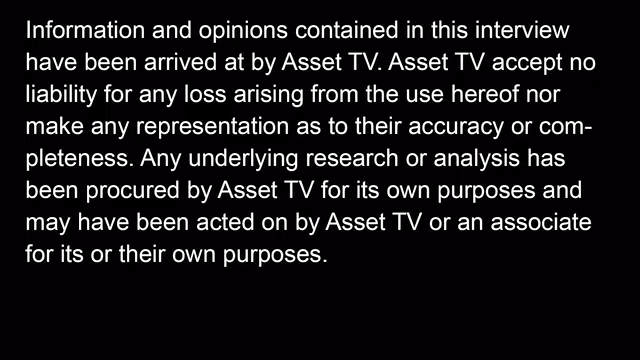 Information and opinions contained in this interview
have been arrived at by Asset TV. Asset TV accept no
liability for any loss arising from the use hereof nor
make any representation as to their accuracy or com-
pleteness. Any underlying research or analysis has
been procured by Asset TV for its own purposes and
may have been acted on by Asset TV or an associate
for its or their own purposes.